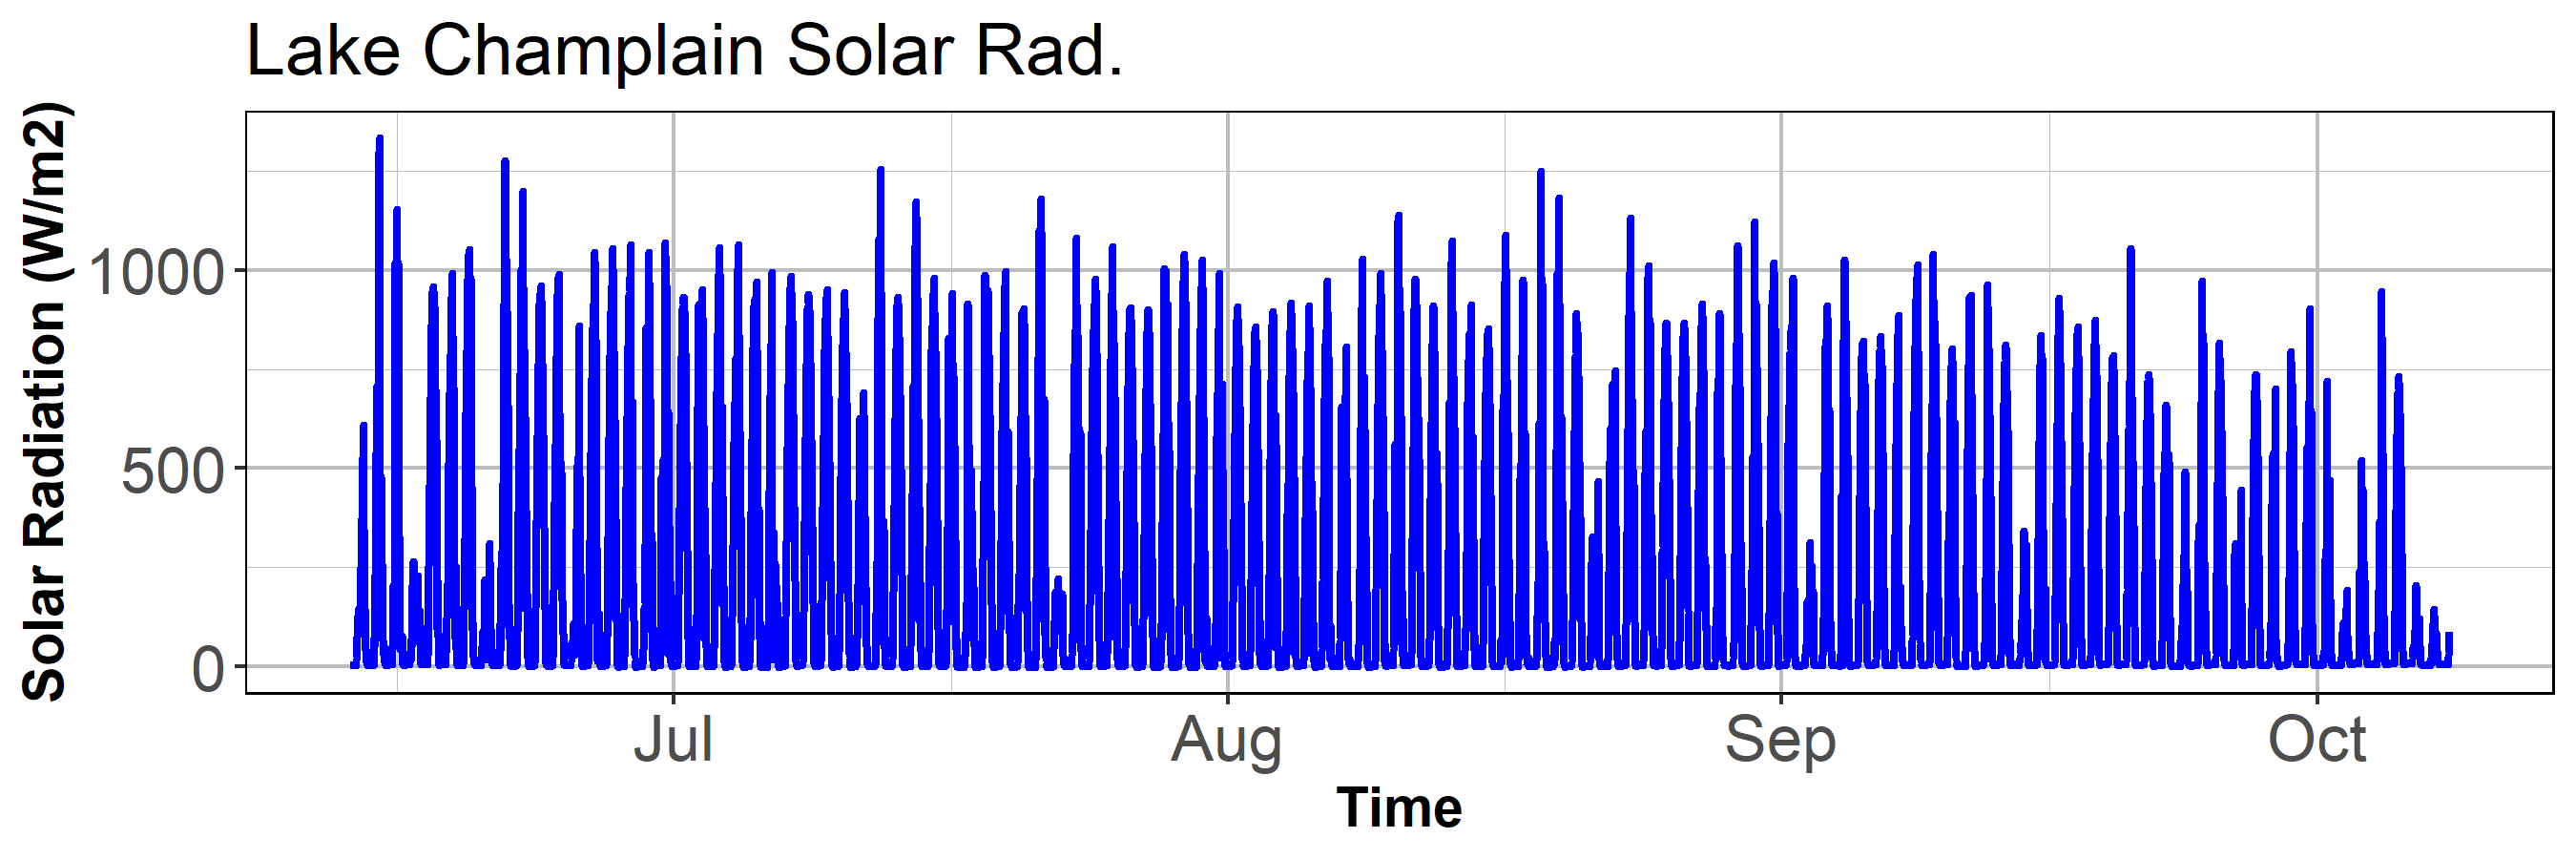 Lake Champlain Solar Rad.
Solar Radiation (W/m2)
1000
500
0
Jul Aug Sep Oct
Time